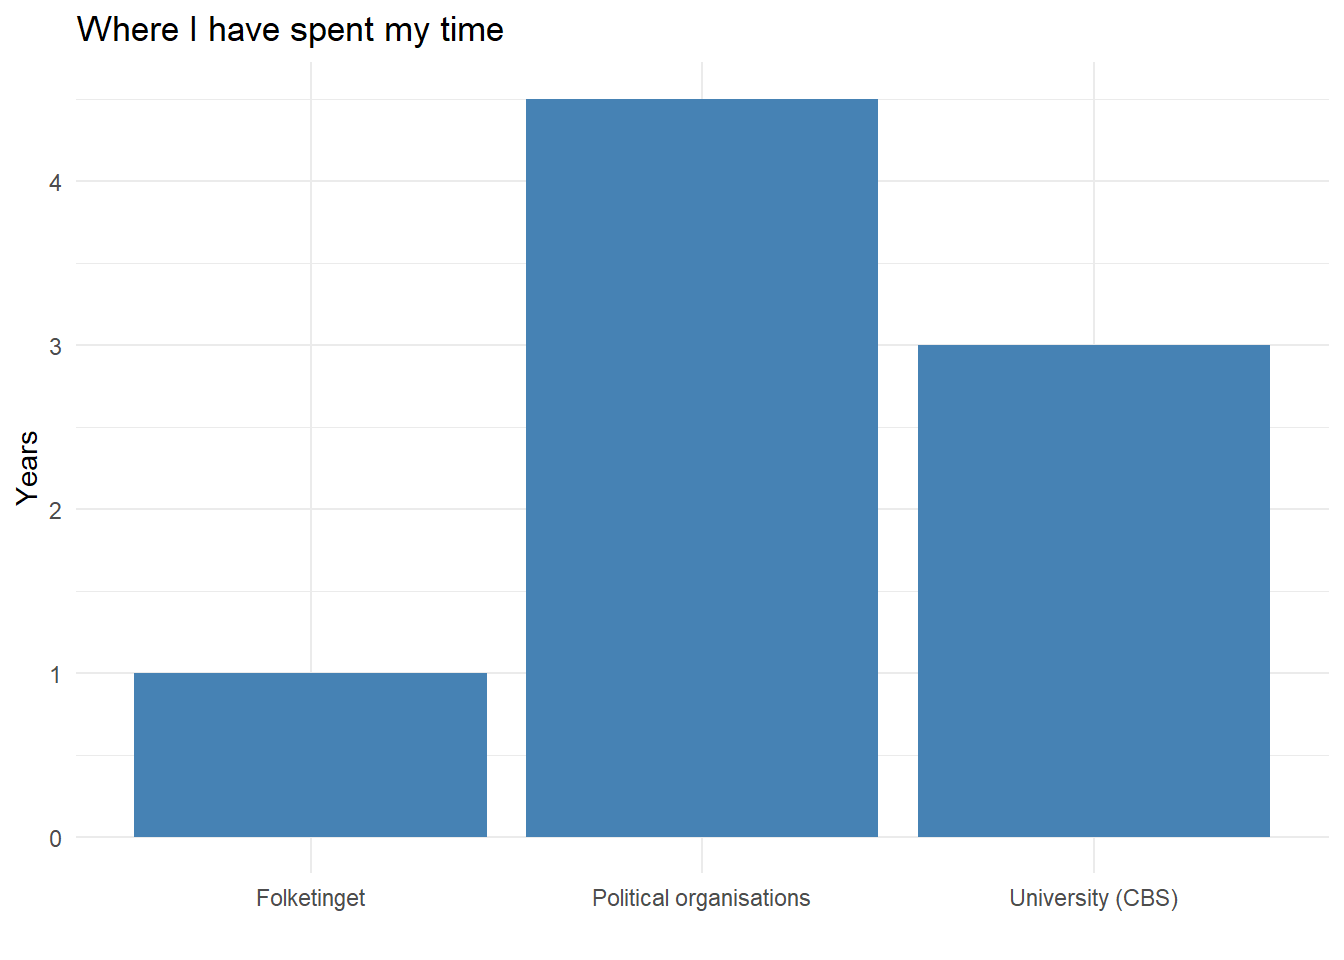 Where I have spent my time
Years
4
3
2
1
0
Folketinget
Political organisations
University (CBS)